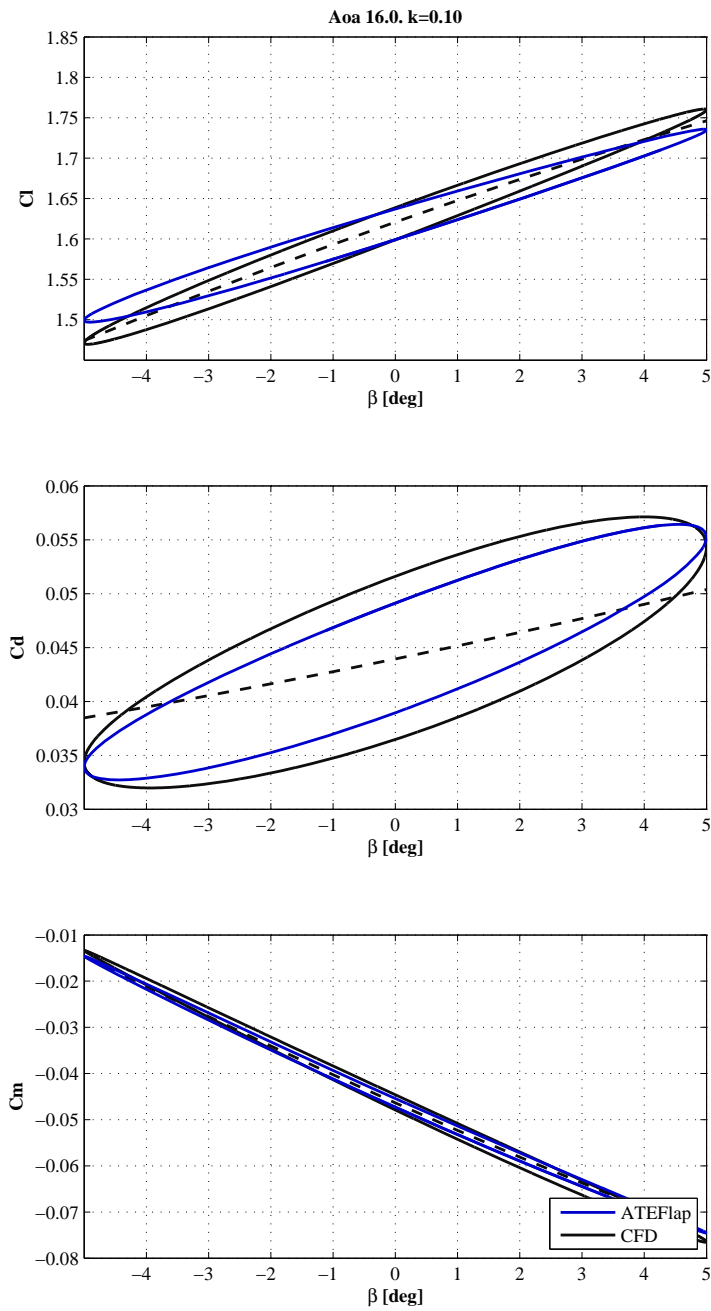 Aoa 16.0. k=0.10
1.85
1.8
1.75
1.7
1.65
1.6
1.55
1.5
Cl
−4 −3 −2 −1 0 1 2 3 4 5
β [deg]
0.06
0.055
0.05
0.045
0.04
0.035
0.03
Cd
−4 −3 −2 −1 0 1 2 3 4 5
β [deg]
−0.01
−0.02
−0.03
−0.04
−0.05
−0.06
−0.07
−0.08
Cm
ATEFlap
CFD
−4 −3 −2 −1 0 1 2 3 4 5
β [deg]